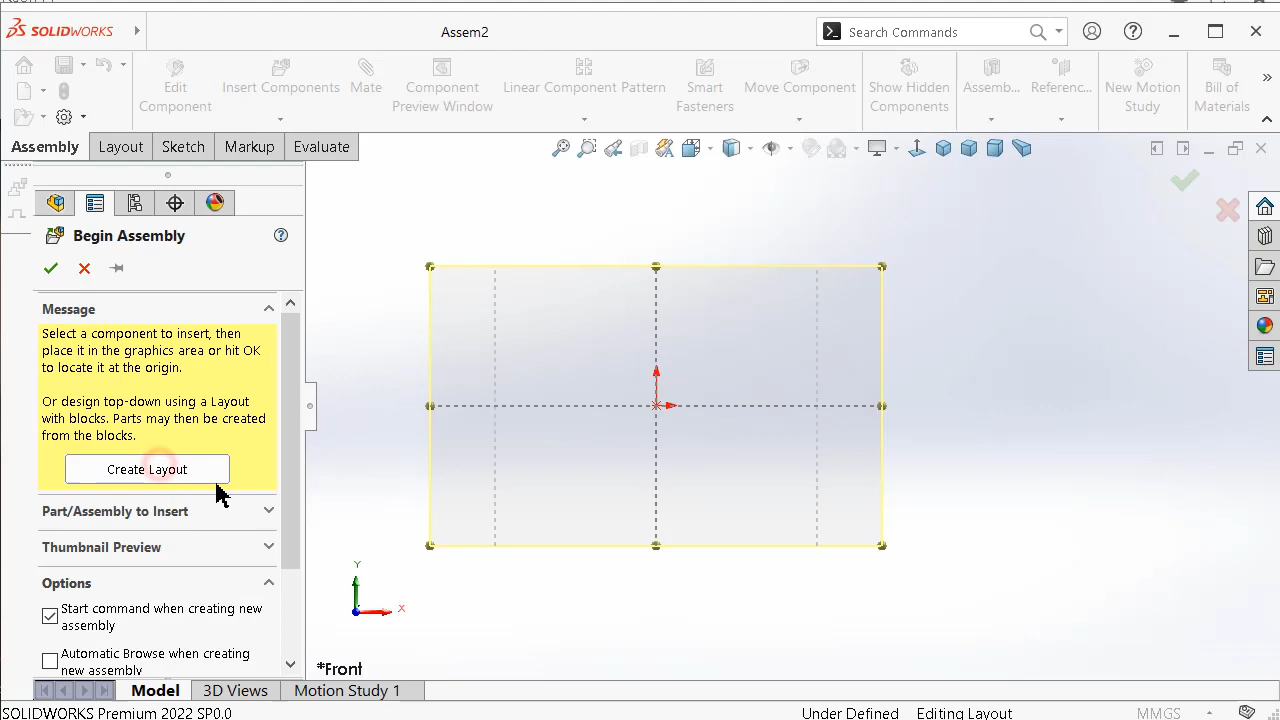 SOLIDWORKS
Assem2
Search Commands
Edit Component
Insert Components
Mate
Component Preview Window
Linear Component Pattern
Smart Fasteners
Move Component
Show Hidden Components
Assemb...
Referenc...
New Motion Study
Bill of Materials
Assembly
Layout
Sketch
Markup
Evaluate
Begin Assembly
Message
Select a component to insert, then
place it in the graphics area or hit OK
to locate it at the origin.
Or design top-down using a Layout
with blocks. Parts may then be created
from the blocks.
Create Layout
Part/Assembly to Insert
Thumbnail Preview
Options
Start command when creating new
assembly
Automatic Browse when creating
new assembly
Y
X
*Front
Model
3D Views
Motion Study 1
SOLIDWORKS Premium 2022 SP0.0
Under Defined
Editing Layout
MMGS